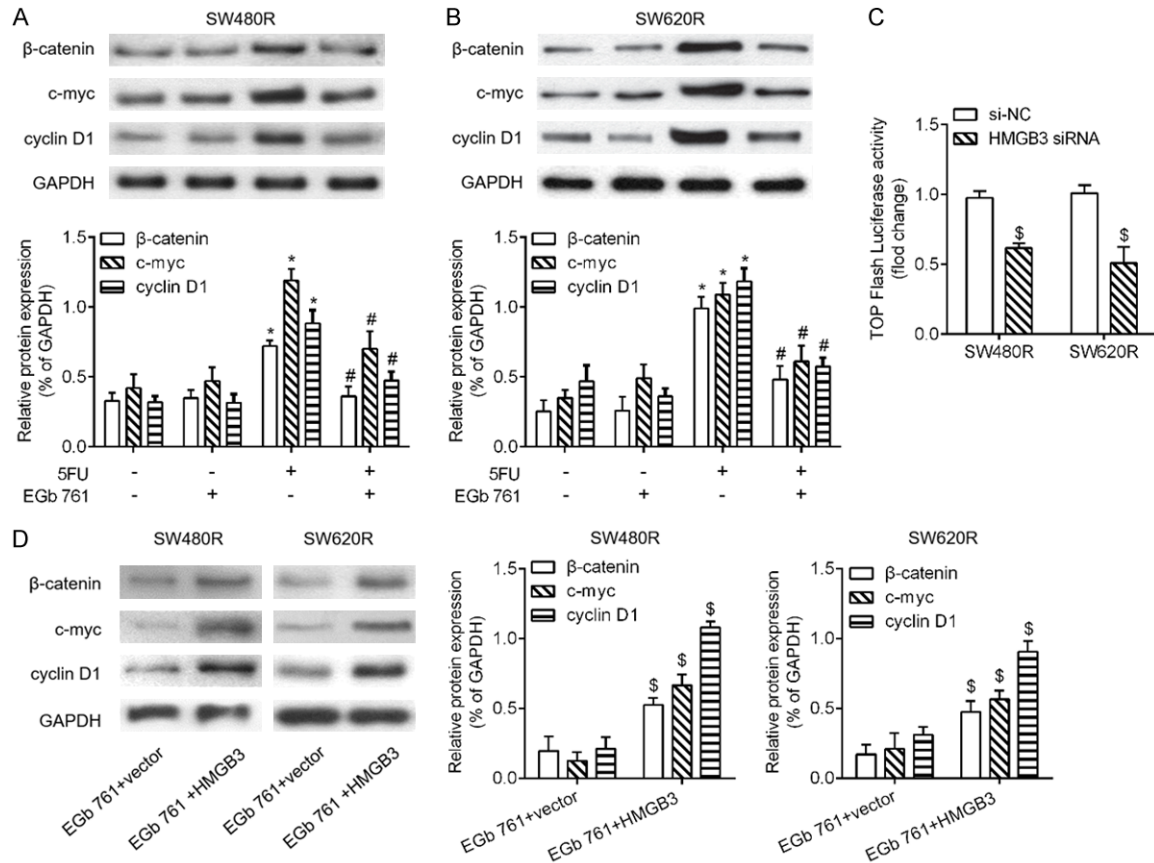 A
SW480R
β-catenin
c-myc
cyclin D1
GAPDH
Relative protein expression
(% of GAPDH)
1.5
1.0
0.5
0.0
β-catenin
c-myc
cyclin D1
* * *
# # #
5FU - - + +
EGb 761 - + - +
B
SW620R
β-catenin
c-myc
cyclin D1
GAPDH
Relative protein expression
(% of GAPDH)
1.5
1.0
0.5
0.0
β-catenin
c-myc
cyclin D1
* * *
# # #
5FU - - + +
EGb 761 - + - +
C
si-NC
HMGB3 siRNA
TOP Flash Luciferase activity
(flod change)
1.5
1.0
0.5
0.0
$ $
SW480R SW620R
D
SW480R SW620R
β-catenin
c-myc
cyclin D1
GAPDH
EGb 761+vector
EGb 761 +HMGB3
EGb 761+vector
EGb 761 +HMGB3
SW480R
Relative protein expression
(% of GAPDH)
1.5
1.0
0.5
0.0
β-catenin
c-myc
cyclin D1
$ $ $
EGb 761+vector
EGb 761+HMGB3
SW620R
Relative protein expression
(% of GAPDH)
1.5
1.0
0.5
0.0
β-catenin
c-myc
cyclin D1
$ $ $
EGb 761+vector
EGb 761+HMGB3